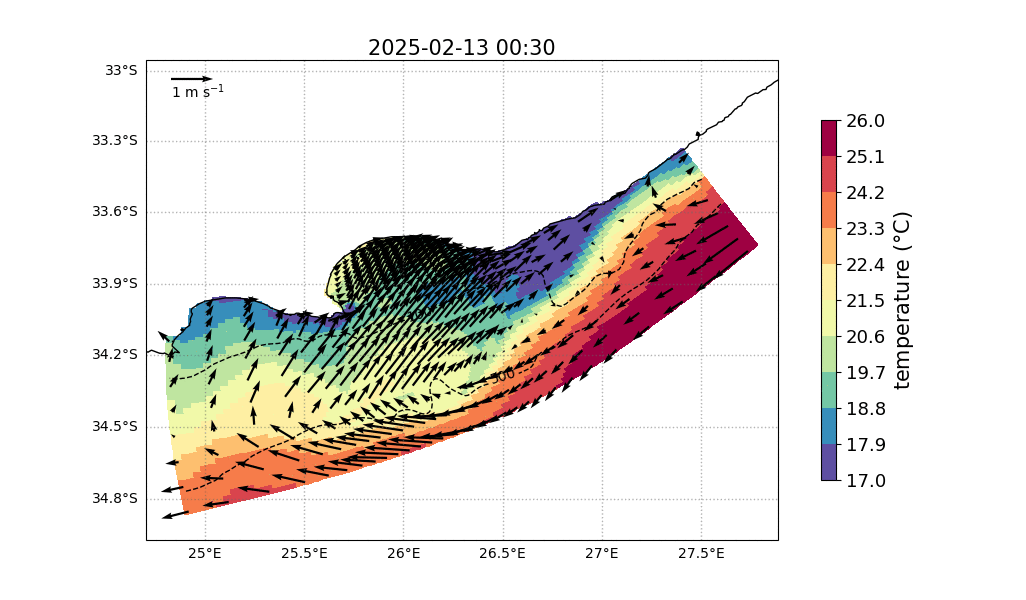 2025-02-13 00:30
1 m s⁻¹
33°S
33.3°S
33.6°S
33.9°S
34.2°S
34.5°S
34.8°S
25°E
25.5°E
26°E
26.5°E
27°E
27.5°E
500
26.0
25.1
24.2
23.3
22.4
21.5
20.6
19.7
18.8
17.9
17.0
temperature (°C)